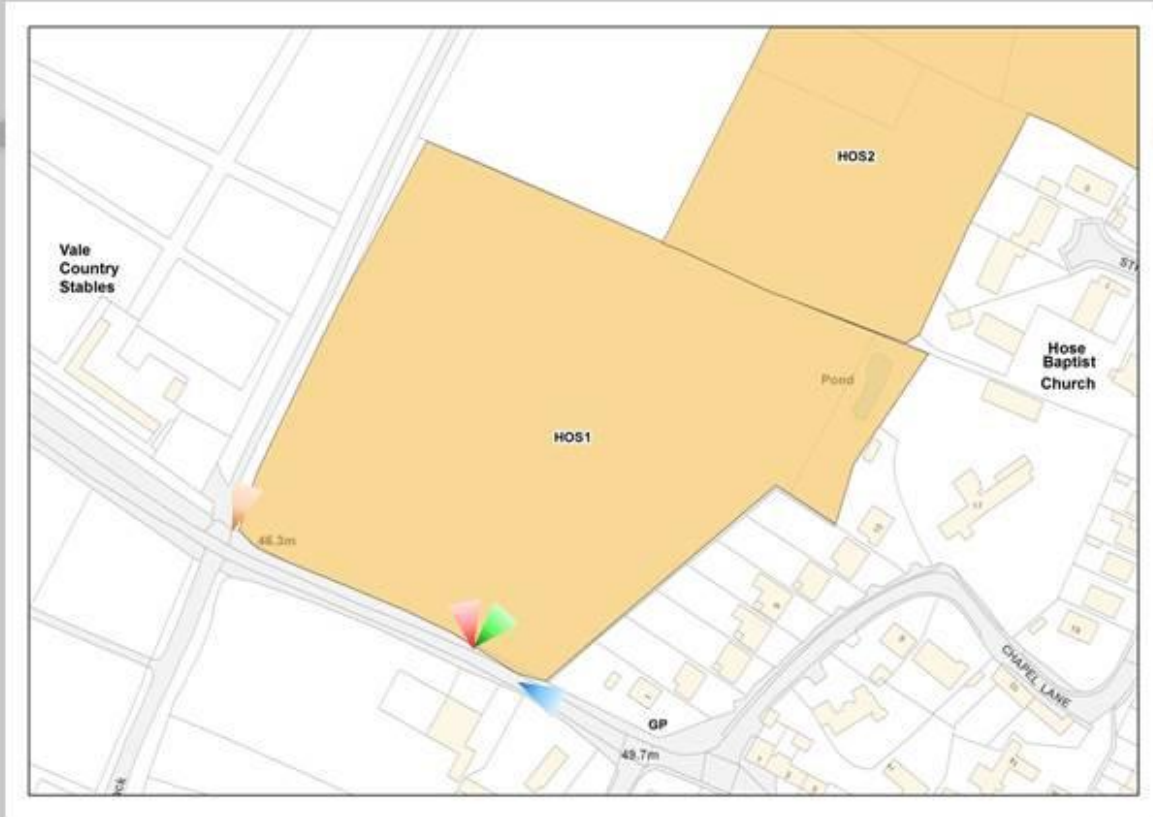 HOS2
Vale
Country
Stables
Hose
Baptist
Church
Pond
HOS1
46.3m
CHAPEL LANE
GP
49.7m